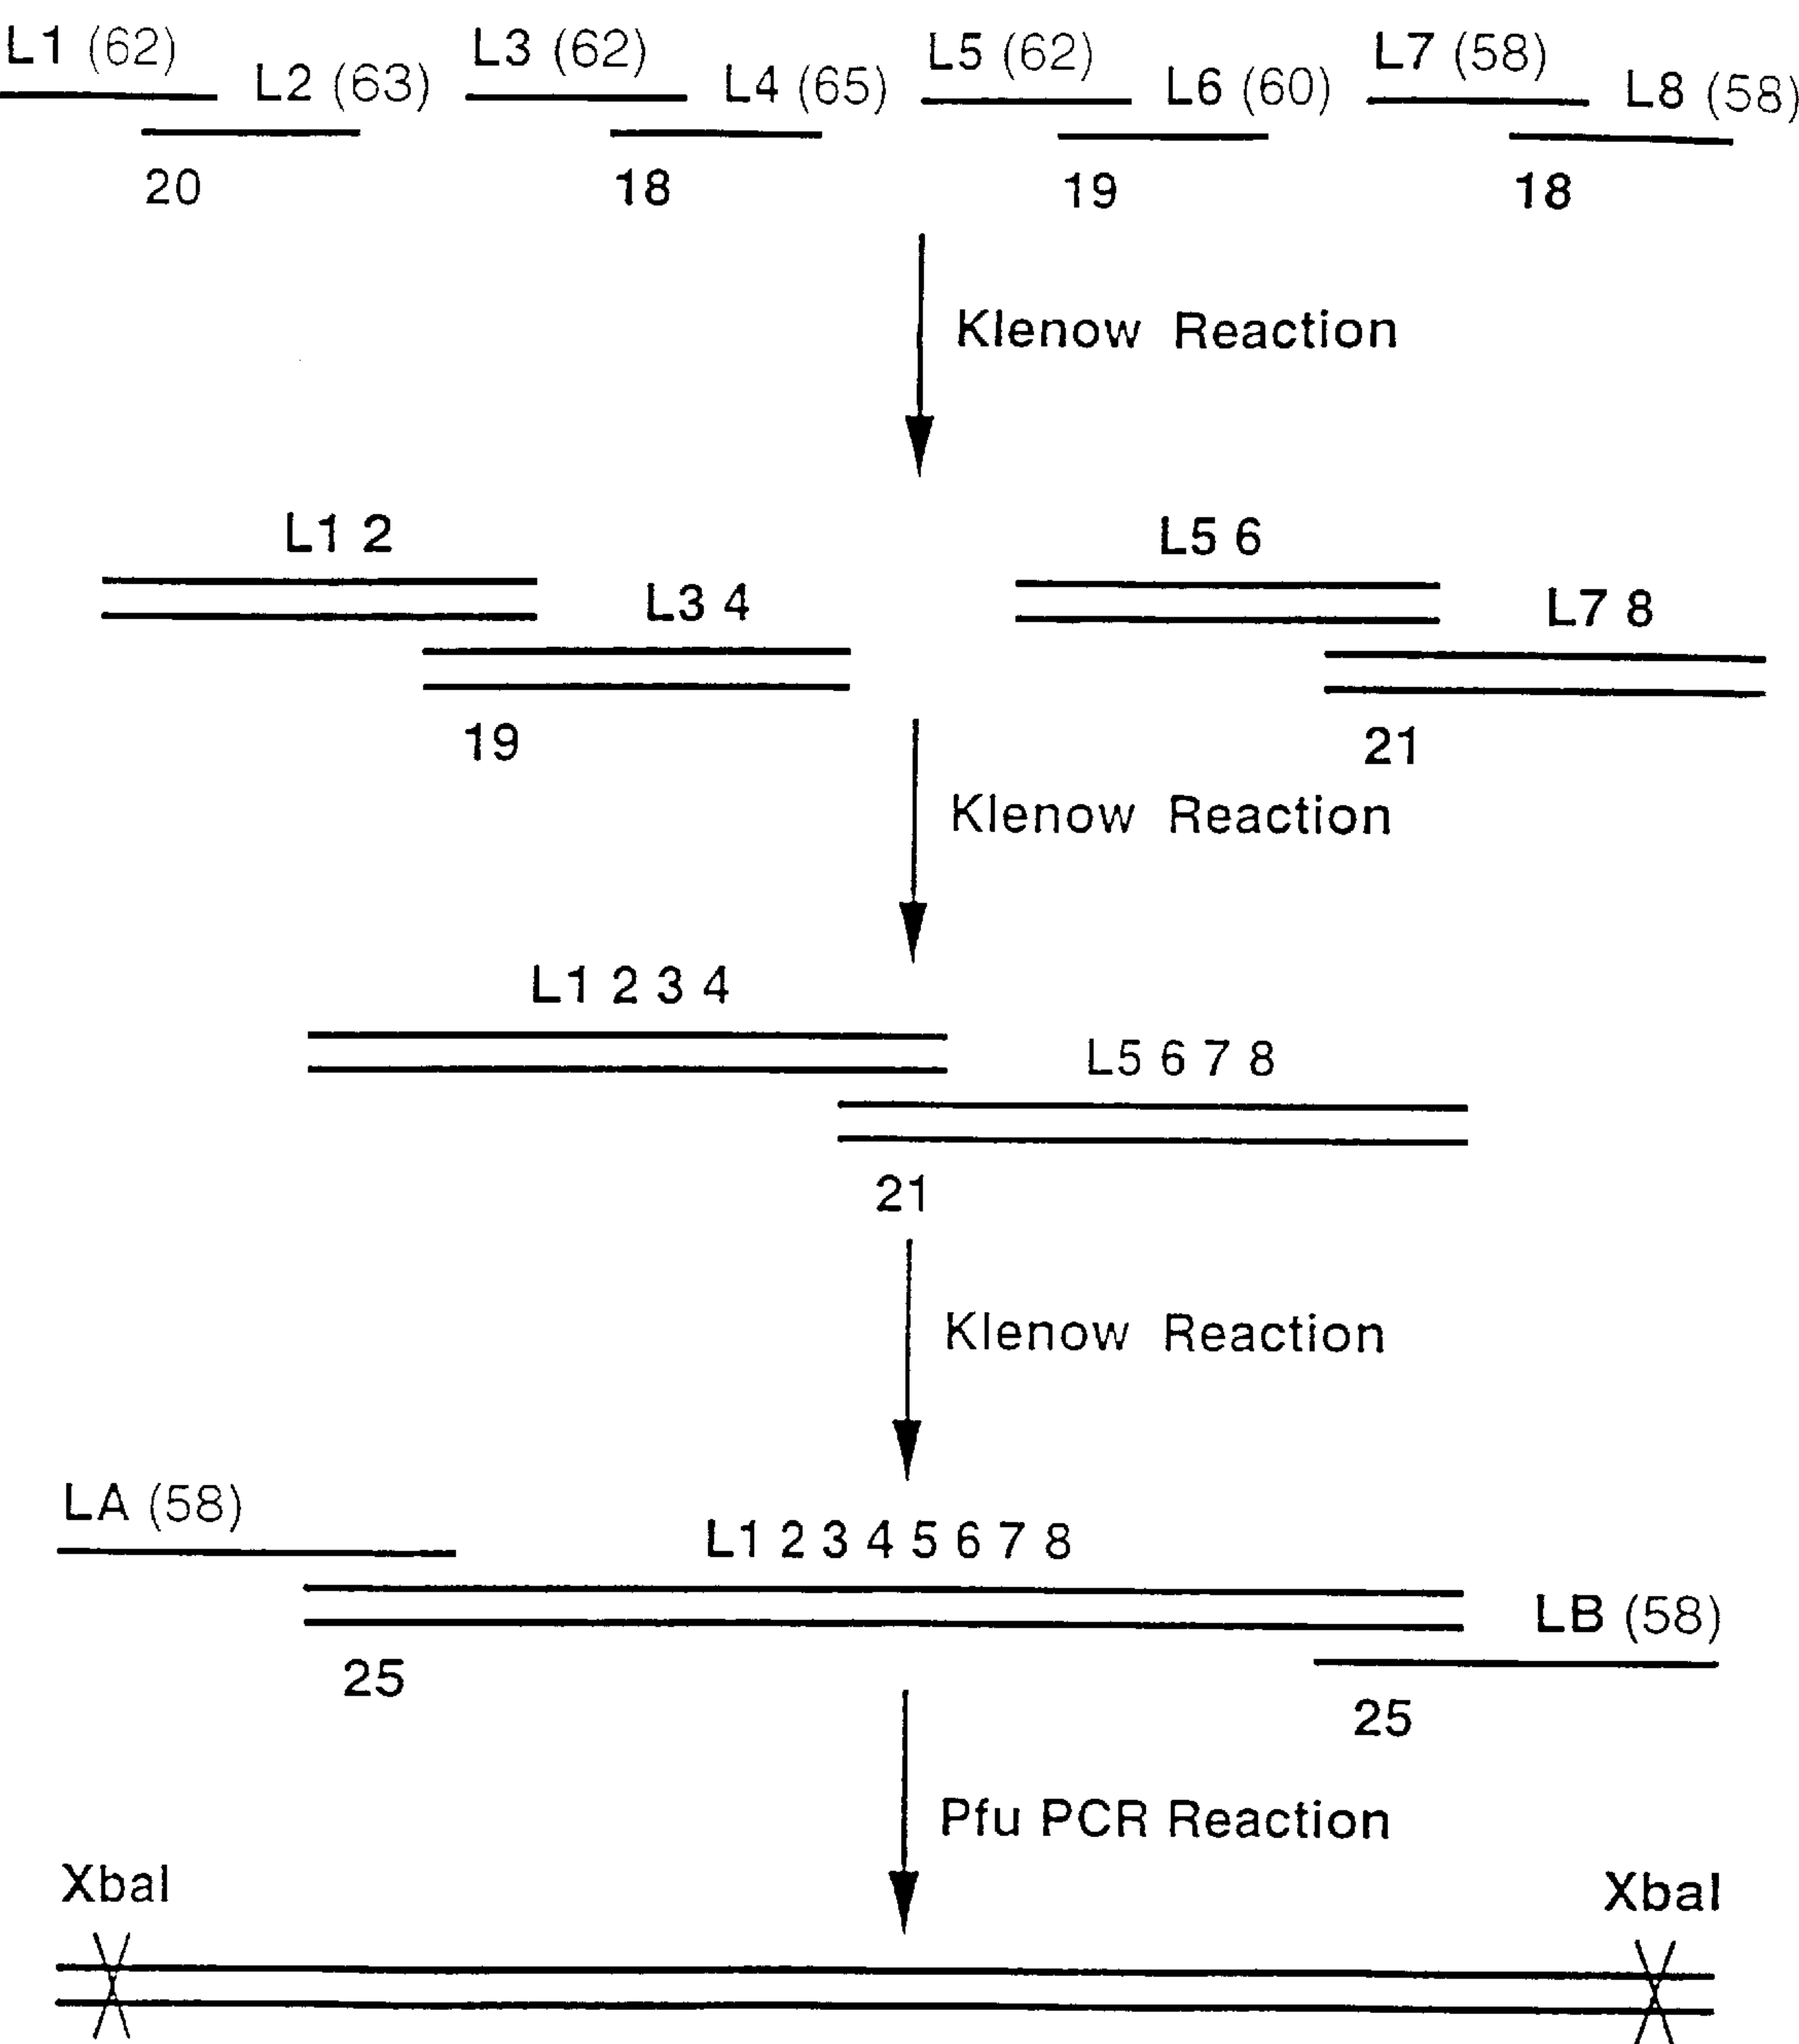 L1 (62) L2 (63) L3 (62) L4 (65) L5 (62) L6 (60) L7 (58) L8 (58)
20 18 19 18
Klenow Reaction
L1 2 L3 4 L5 6 L7 8
19 21
Klenow Reaction
L1 2 3 4
L5 6 7 8
21
Klenow Reaction
LA (58)
L1 2 3 4 5 6 7 8
LB (58)
25
25
Pfu PCR Reaction
XbaI XbaI